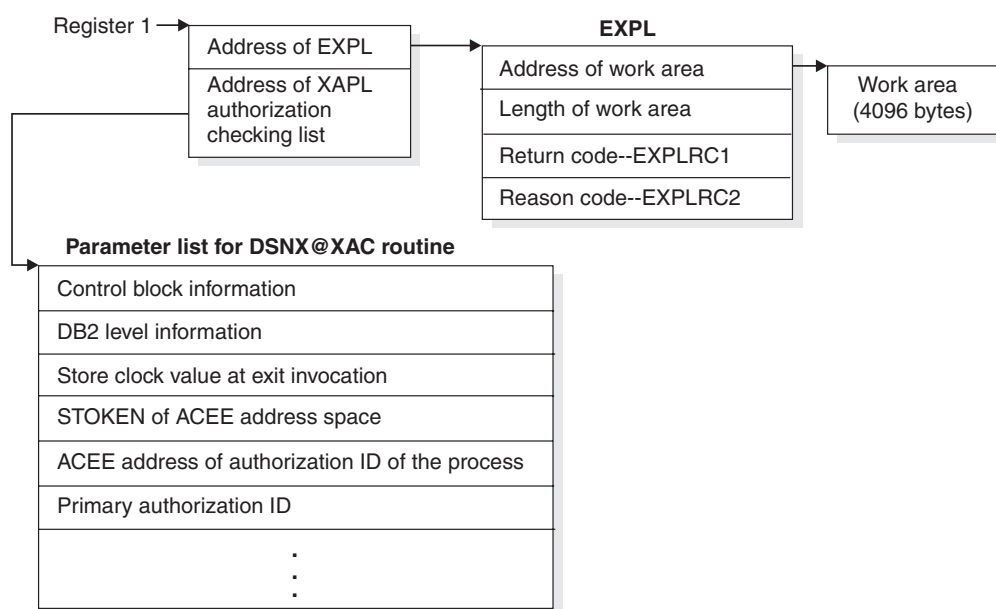 Register 1
Address of EXPL
Address of XAPL
authorization
checking list
EXPL
Address of work area
Length of work area
Return code--EXPLRC1
Reason code--EXPLRC2
Work area
(4096 bytes)
Parameter list for DSNX@XAC routine
Control block information
DB2 level information
Store clock value at exit invocation
STOKEN of ACEE address space
ACEE address of authorization ID of the process
Primary authorization ID
.
.
.